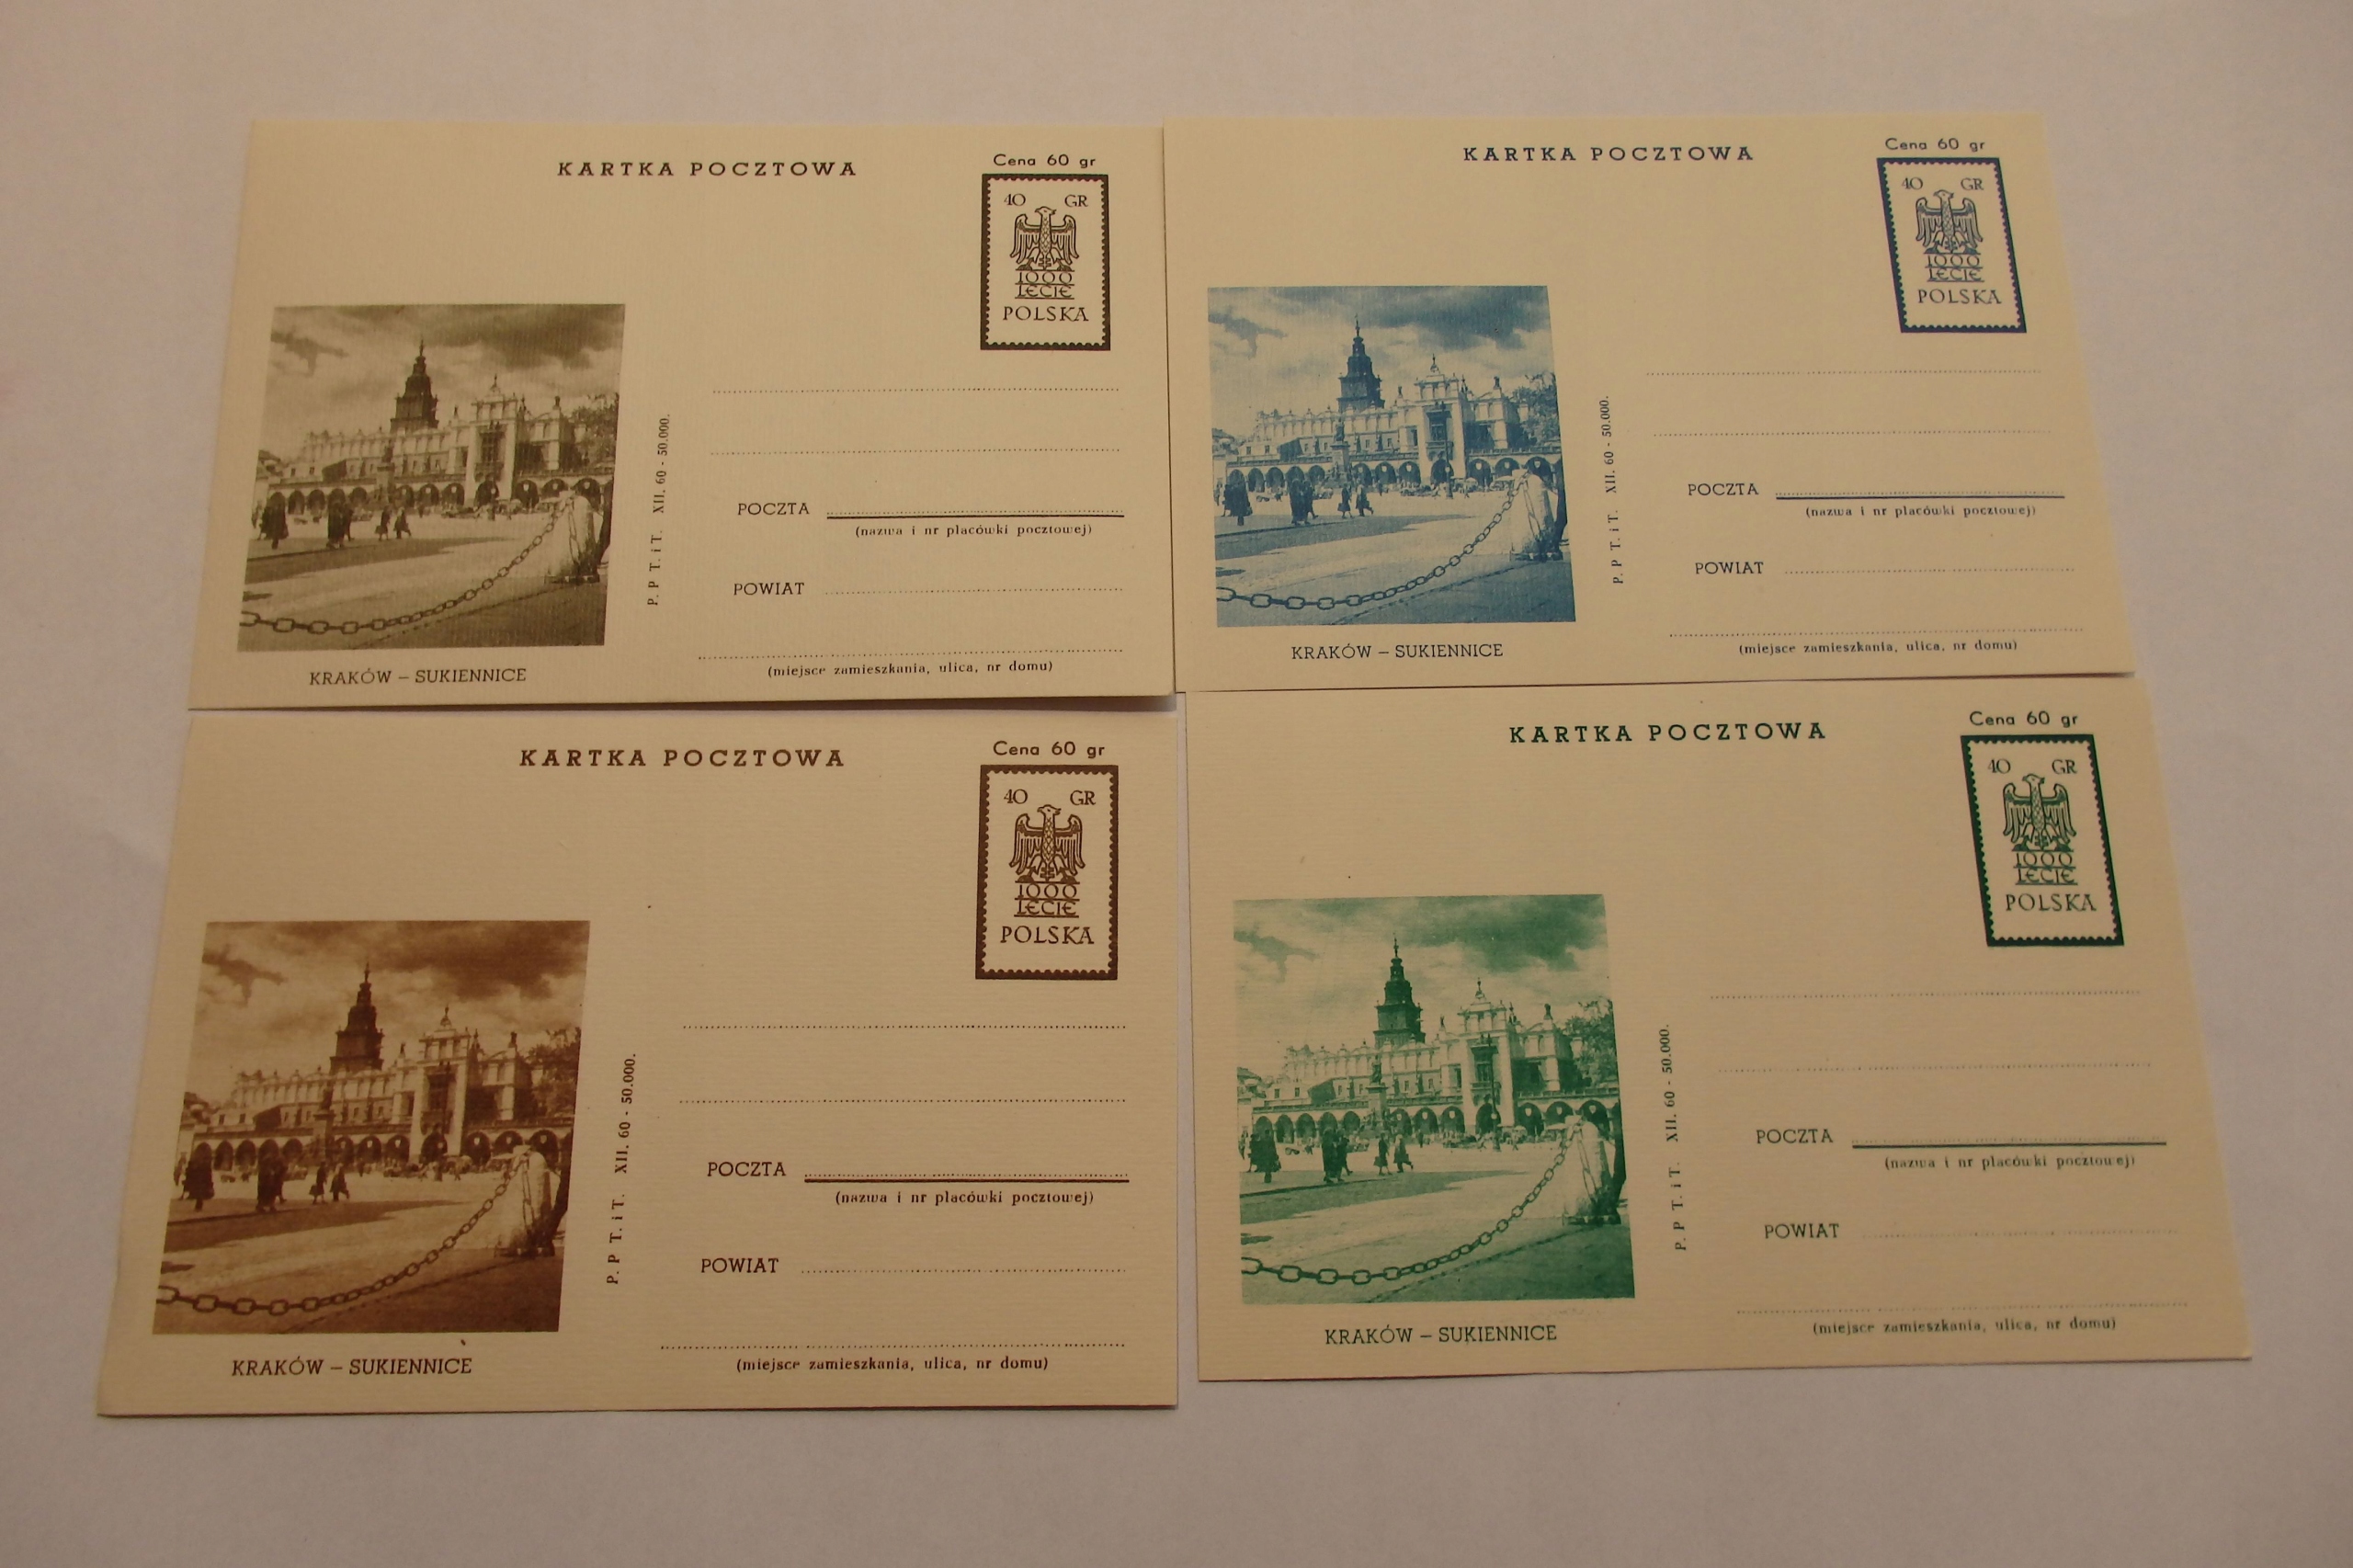 KARTKA POCZTOWA
Cena 60 gr
40 GR
1000
LECIE
POLSKA
P. P T. i T. XII. 60 - 50.000.
POCZTA
(nazwa i nr placówki pocztowej)
POWIAT
(miejsce zamieszkania, ulica, nr domu)
KRAKÓW – SUKIENNICE
KARTKA POCZTOWA
Cena 60 gr
40 GR
1000
LECIE
POLSKA
P. P T. i T. XII. 60 - 50.000.
POCZTA
(nazwa i nr placówki pocztowej)
POWIAT
(miejsce zamieszkania, ulica, nr domu)
KRAKÓW – SUKIENNICE
KARTKA POCZTOWA
Cena 60 gr
40 GR
1000
LECIE
POLSKA
P. P T. i T. XII. 60 - 50.000.
POCZTA
(nazwa i nr placówki pocztowej)
POWIAT
(miejsce zamieszkania, ulica, nr domu)
KRAKÓW – SUKIENNICE
KARTKA POCZTOWA
Cena 60 gr
40 GR
1000
LECIE
POLSKA
P. P T. i T. XII. 60 - 50.000.
POCZTA
(nazwa i nr placówki pocztowej)
POWIAT
(miejsce zamieszkania, ulica, nr domu)
KRAKÓW – SUKIENNICE